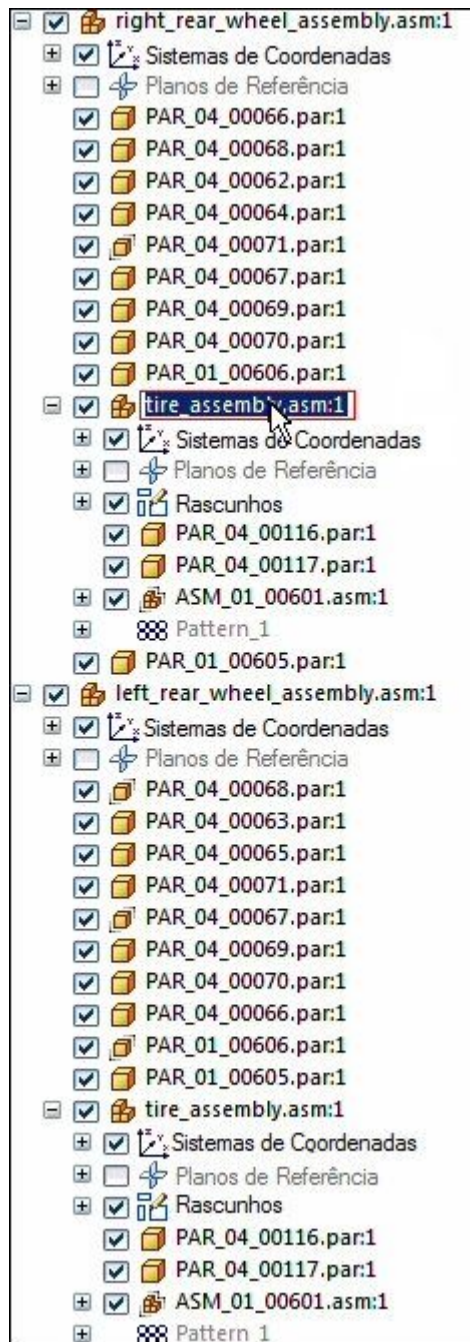 right_rear_wheel_assembly.asm:1
Sistemas de Coordenadas
Planos de Referência
PAR_04_00066.par:1
PAR_04_00068.par:1
PAR_04_00062.par:1
PAR_04_00064.par:1
PAR_04_00071.par:1
PAR_04_00067.par:1
PAR_04_00069.par:1
PAR_04_00070.par:1
PAR_01_00606.par:1
tire_assembly.asm:1
Sistemas de Coordenadas
Planos de Referência
Rascunhos
PAR_04_00116.par:1
PAR_04_00117.par:1
ASM_01_00601.asm:1
Pattern_1
PAR_01_00605.par:1
left_rear_wheel_assembly.asm:1
Sistemas de Coordenadas
Planos de Referência
PAR_04_00068.par:1
PAR_04_00063.par:1
PAR_04_00065.par:1
PAR_04_00071.par:1
PAR_04_00067.par:1
PAR_04_00069.par:1
PAR_04_00070.par:1
PAR_04_00066.par:1
PAR_01_00606.par:1
PAR_01_00605.par:1
tire_assembly.asm:1
Sistemas de Coordenadas
Planos de Referência
Rascunhos
PAR_04_00116.par:1
PAR_04_00117.par:1
ASM_01_00601.asm:1
Pattern_1